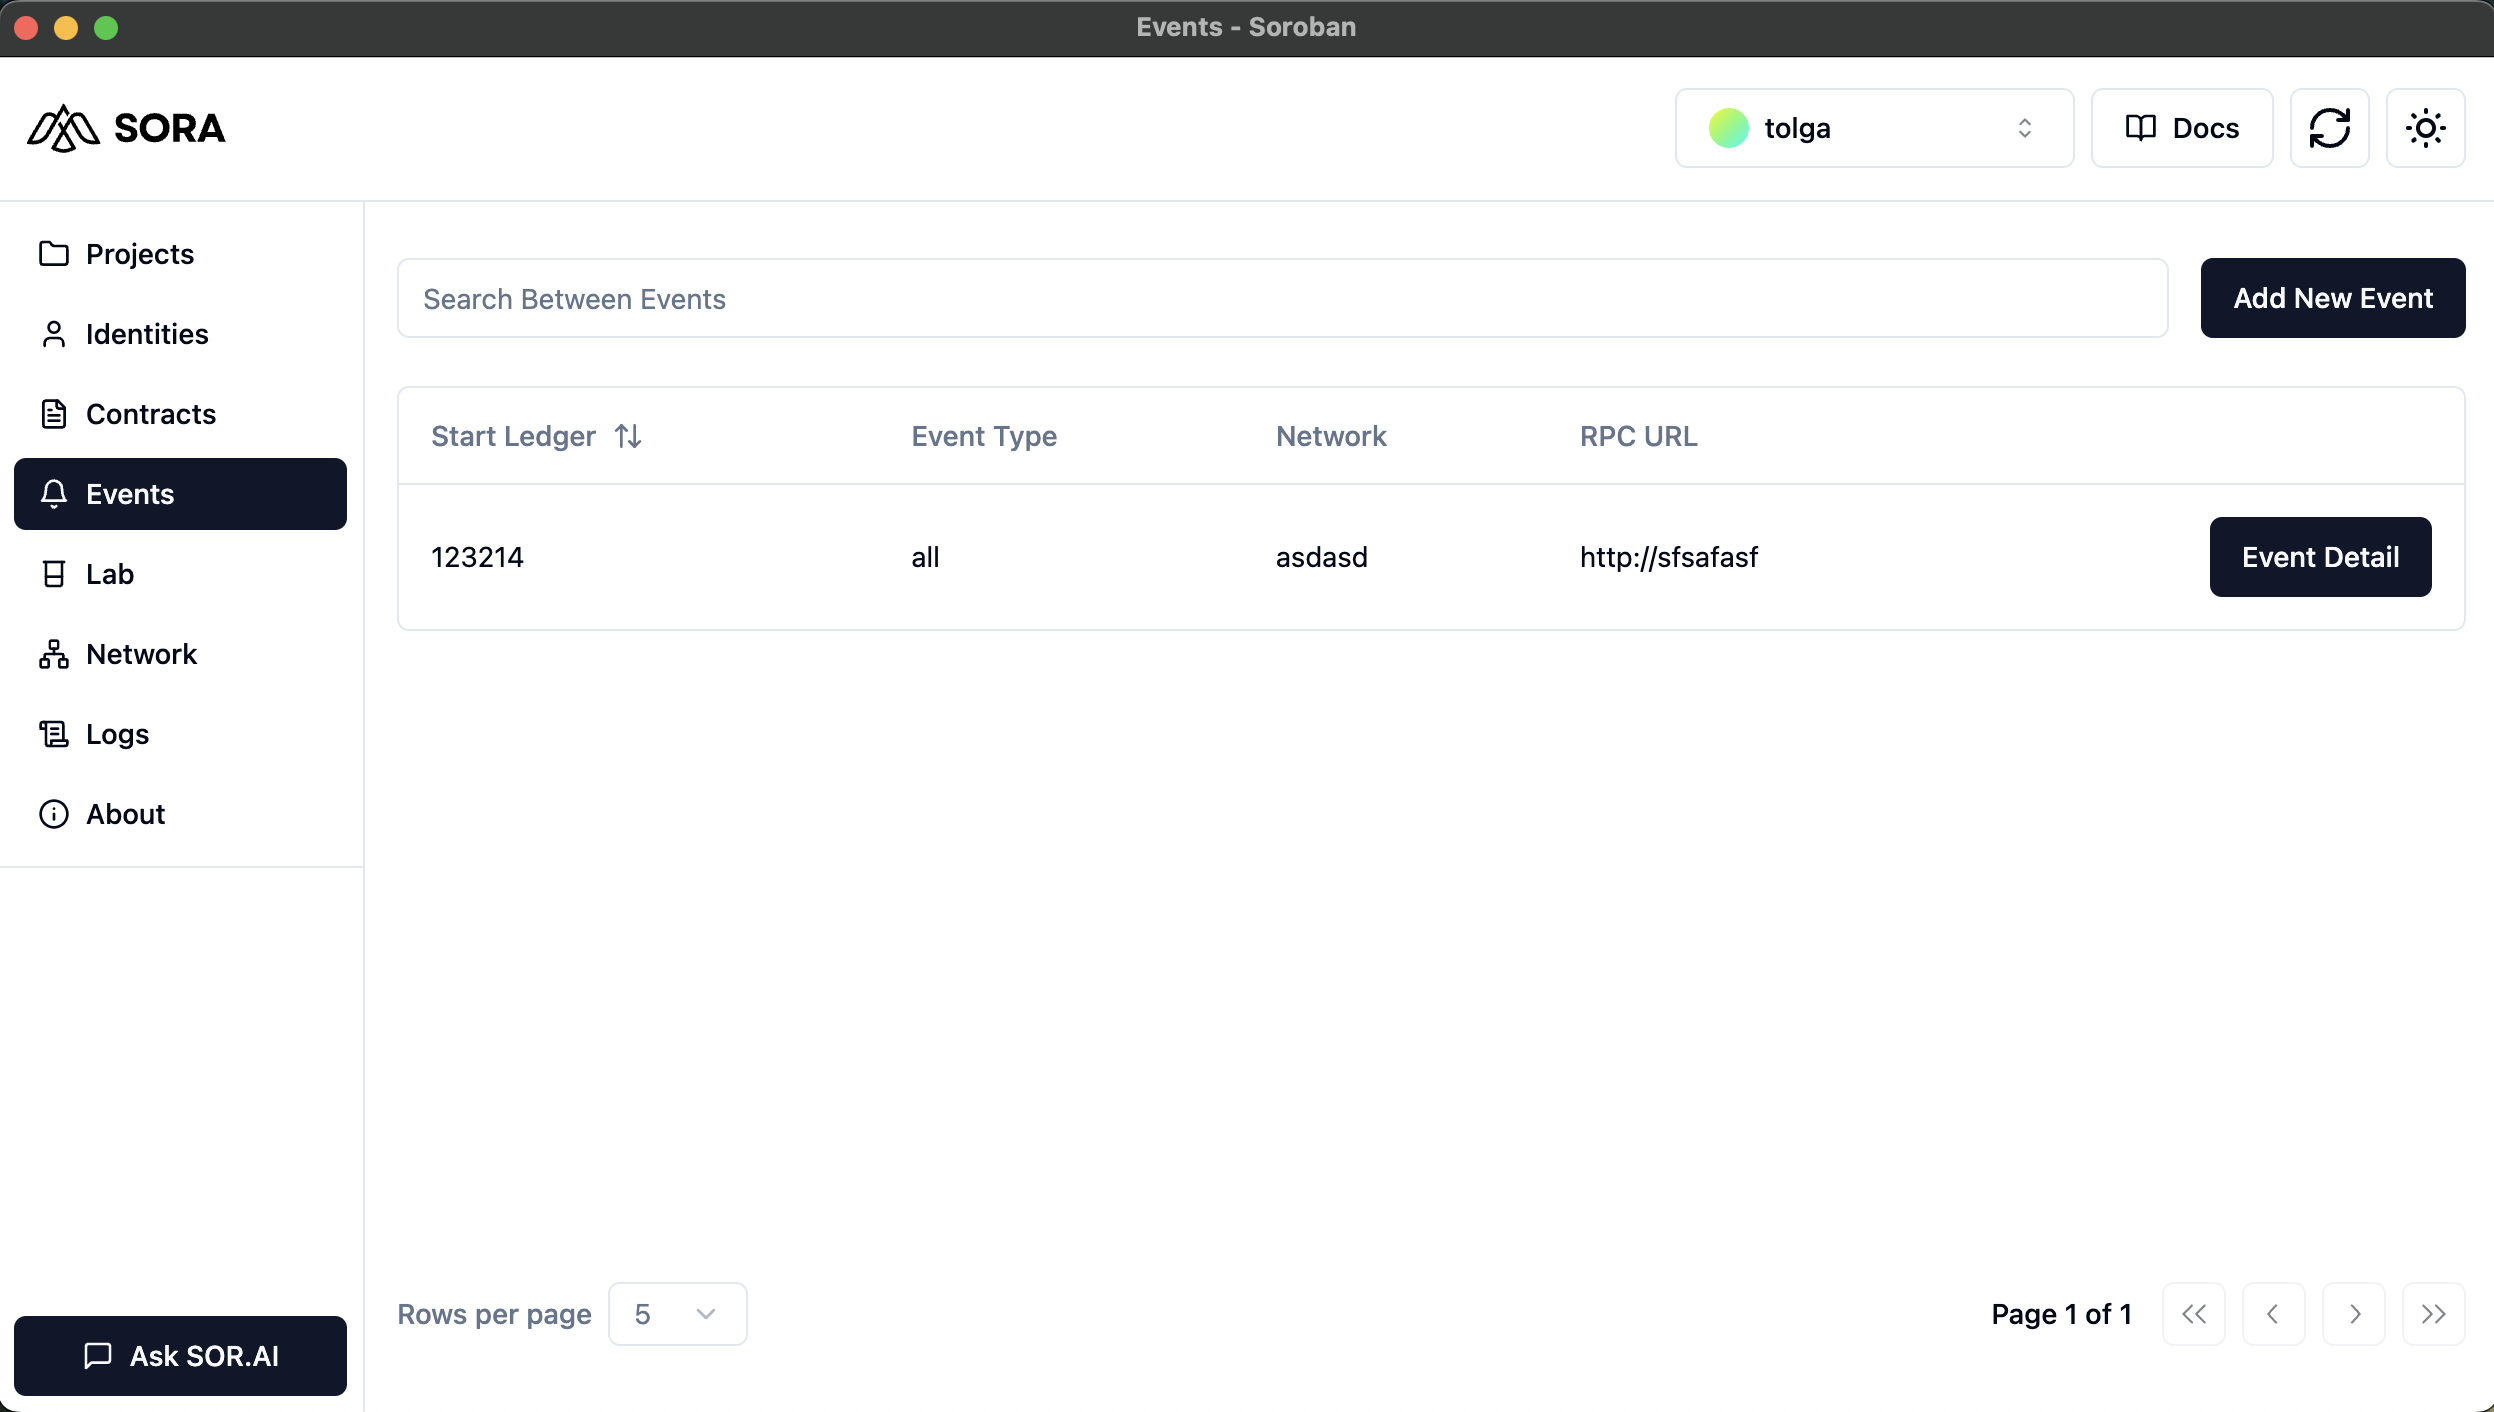 Events - Soroban
SORA
tolga
Docs
Projects
Identities
Contracts
Events
Lab
Network
Logs
About
Ask SOR.AI
Search Between Events
Add New Event
Start Ledger Event Type Network RPC URL
123214 all asdasd http://sfsafasf Event Detail
Rows per page 5 Page 1 of 1